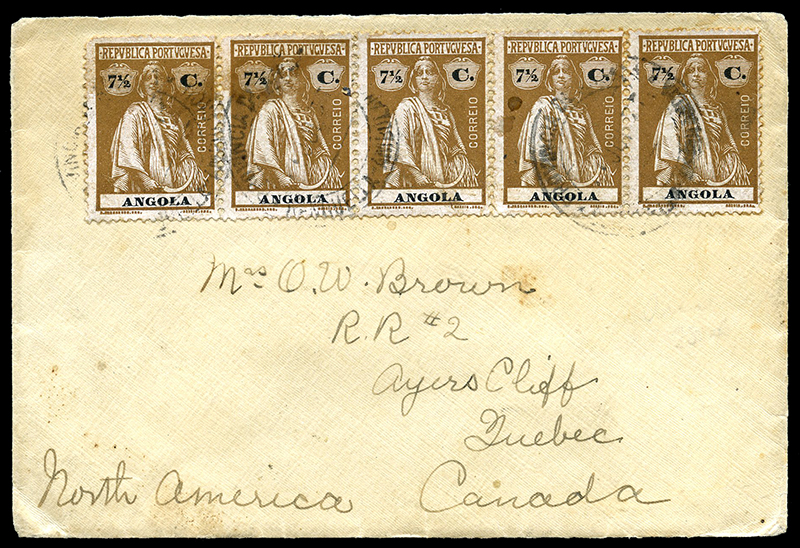 REPVBLICA PORTVGVESA REPVBLICA PORTVGVESA REPVBLICA PORTVGVESA REPVBLICA PORTVGVESA REPVBLICA PORTVGVESA
7½ C. 7½ C. 7½ C. 7½ C. 7½ C.
CORREIO CORREIO CORREIO CORREIO CORREIO
ANGOLA ANGOLA ANGOLA ANGOLA ANGOLA
Mrs O. W. Brown
R.R #2
Ayers Cliff
Quebec
North America Canada